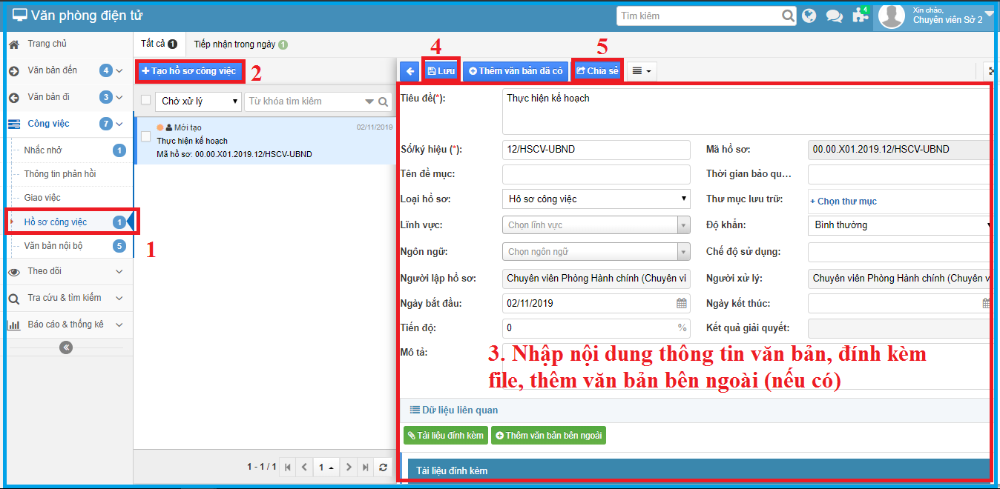 Văn phòng điện tử
Tìm kiếm
4
Xin chào,
Chuyên viên Sở 2
Trang chủ
Văn bản đến 4
Văn bản đi 3
Công việc 7
Nhắc nhở 1
Thông tin phản hồi
Giao việc
Hồ sơ công việc 1
1
Văn bản nội bộ 5
Theo dõi
Tra cứu & tìm kiếm
Báo cáo & thống kê
Tất cả 1
Tiếp nhận trong ngày 1
+ Tạo hồ sơ công việc
2
Chờ xử lý
Từ khóa tìm kiếm
Mới tạo 02/11/2019
Thực hiện kế hoạch
Mã hồ sơ: 00.00.X01.2019.12/HSCV-UBND
1 - 1 / 1
1
4
5
Lưu
Thêm văn bản đã có
Chia sẻ
Tiêu đề(*): Thực hiện kế hoạch
Số/ký hiệu (*): 12/HSCV-UBND Mã hồ sơ: 00.00.X01.2019.12/HSCV-UBND
Tên đề mục: Thời gian bảo qu...
Loại hồ sơ: Hồ sơ công việc Thư mục lưu trữ: + Chọn thư mục
Lĩnh vực: Chọn lĩnh vực Độ khẩn: Bình thường
Ngôn ngữ: Chọn ngôn ngữ Chế độ sử dụng:
Người lập hồ sơ: Chuyên viên Phòng Hành chính (Chuyên vi Người xử lý: Chuyên viên Phòng Hành chính (Chuyên v
Ngày bắt đầu: 02/11/2019 Ngày kết thúc:
Tiến độ: 0 % Kết quả giải quyết:
Mô tả:
3. Nhập nội dung thông tin văn bản, đính kèm
file, thêm văn bản bên ngoài (nếu có)
Dữ liệu liên quan
Tài liệu đính kèm
Thêm văn bản bên ngoài
Tài liệu đính kèm